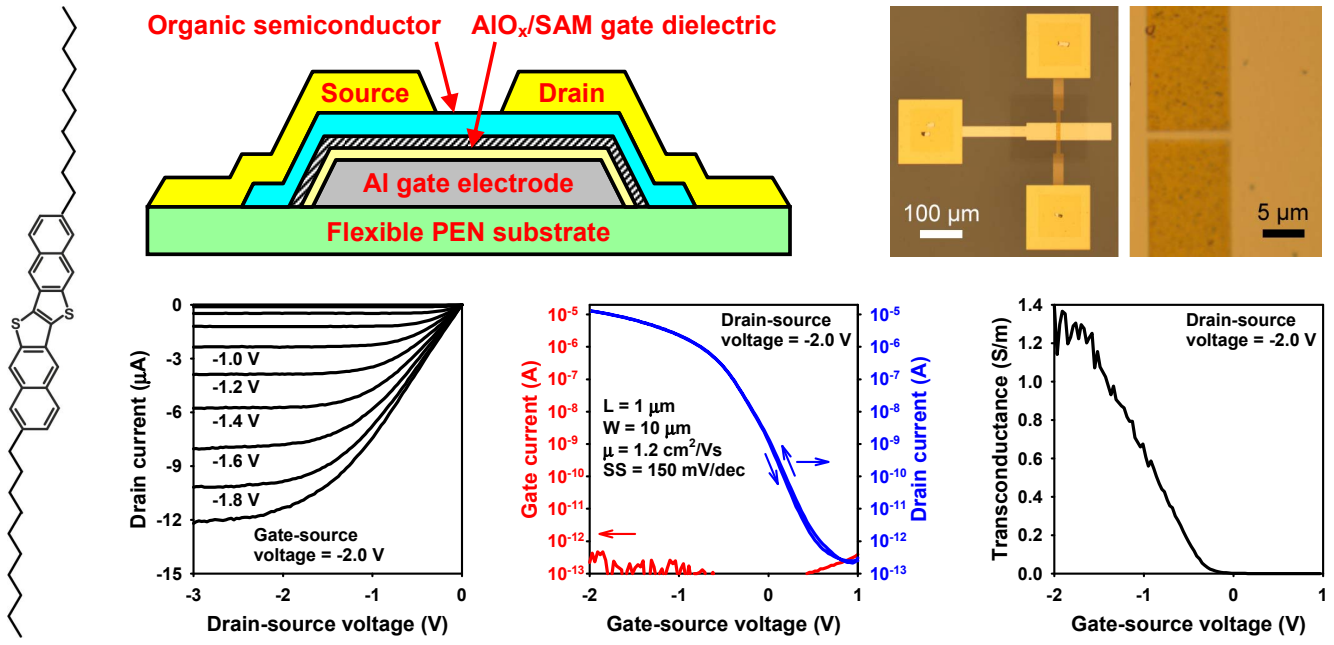 Organic semiconductor
AlOx/SAM gate dielectric
Source
Drain
Al gate electrode
Flexible PEN substrate
100 µm
5 µm
S
S
0
-3
-6
-9
-12
-15
Drain current (µA)
-1.0 V
-1.2 V
-1.4 V
-1.6 V
-1.8 V
Gate-source
voltage = -2.0 V
-3
-2
-1
0
Drain-source voltage (V)
10⁻⁵
10⁻⁶
10⁻⁷
10⁻⁸
10⁻⁹
10⁻¹⁰
10⁻¹¹
10⁻¹²
10⁻¹³
Gate current (A)
Drain-source
voltage = -2.0 V
L = 1 µm
W = 10 µm
µ = 1.2 cm²/Vs
SS = 150 mV/dec
10⁻⁵
10⁻⁶
10⁻⁷
10⁻⁸
10⁻⁹
10⁻¹⁰
10⁻¹¹
10⁻¹²
10⁻¹³
Drain current (A)
-2
-1
0
1
Gate-source voltage (V)
1.4
1.2
1.0
0.8
0.6
0.4
0.2
0.0
Transconductance (S/m)
Drain-source
voltage = -2.0 V
-2
-1
0
1
Gate-source voltage (V)